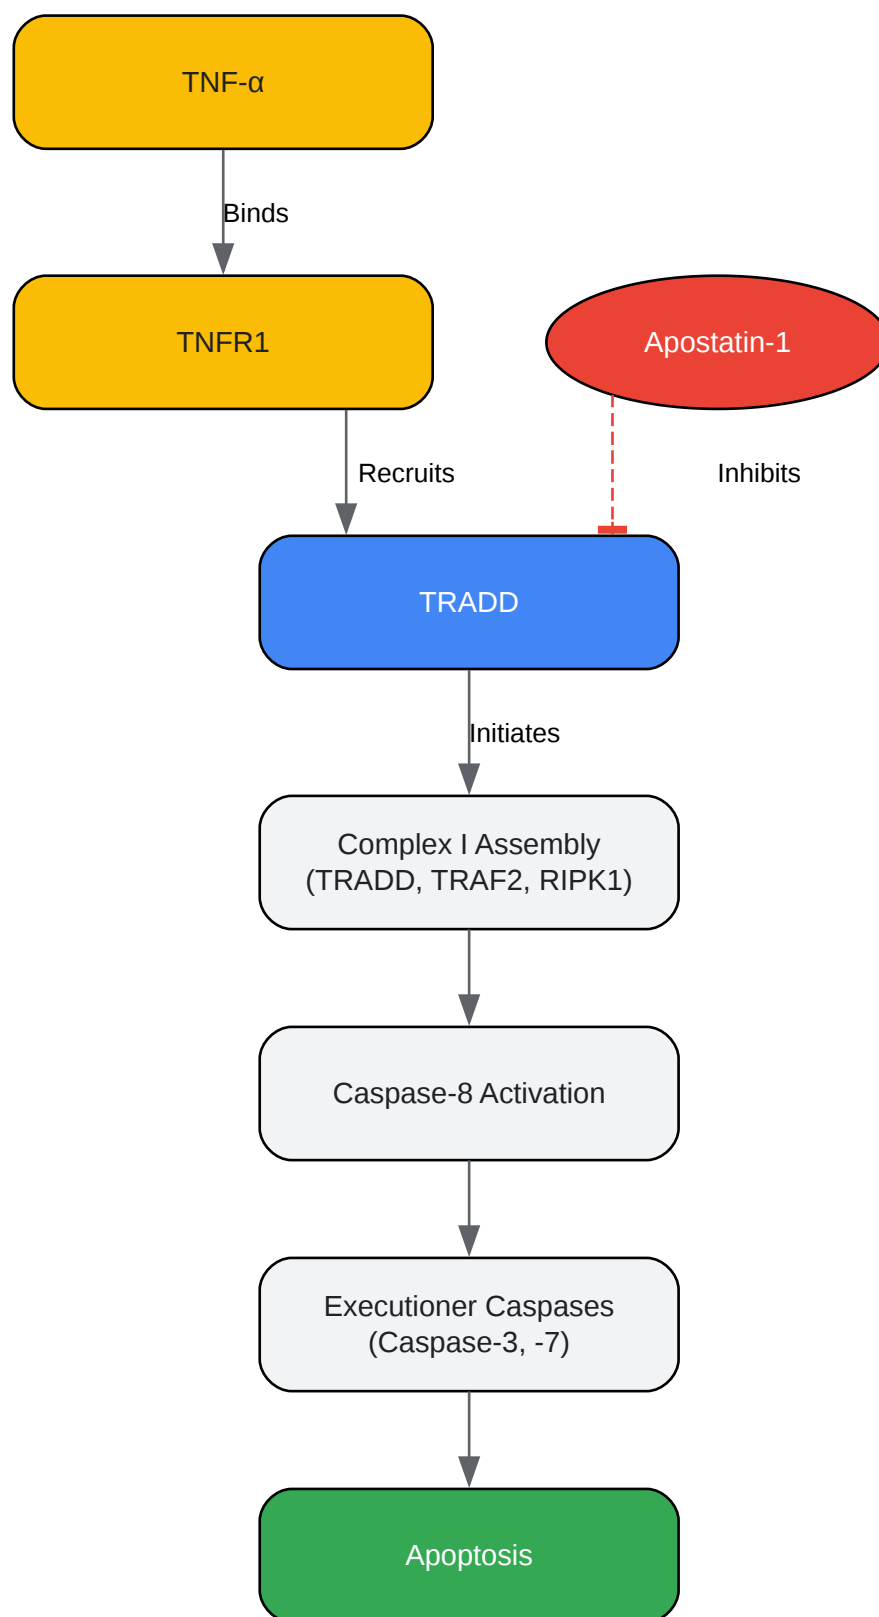 TNF-α
Binds
TNFR1
Apostatin-1
Recruits
Inhibits
TRADD
Initiates
Complex I Assembly
(TRADD, TRAF2, RIPK1)
Caspase-8 Activation
Executioner Caspases
(Caspase-3, -7)
Apoptosis